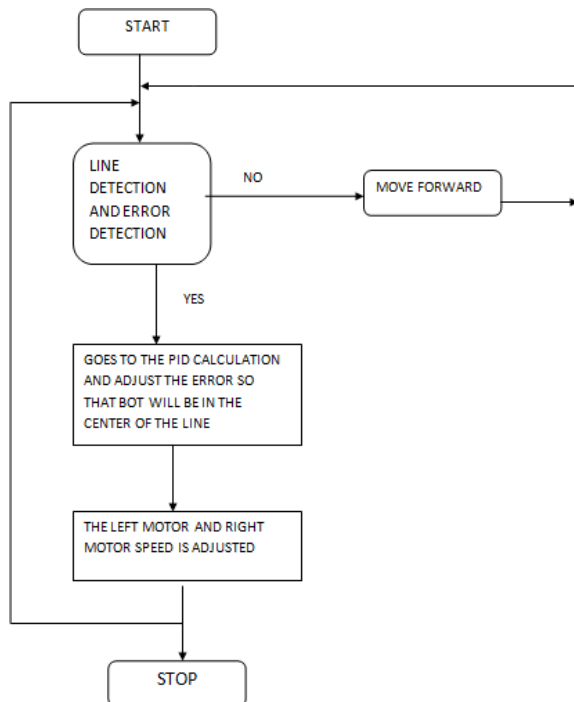 START
LINE
DETECTION
AND ERROR
DETECTION
NO
MOVE FORWARD
YES
GOES TO THE PID CALCULATION
AND ADJUST THE ERROR SO
THAT BOT WILL BE IN THE
CENTER OF THE LINE
THE LEFT MOTOR AND RIGHT
MOTOR SPEED IS ADJUSTED
STOP